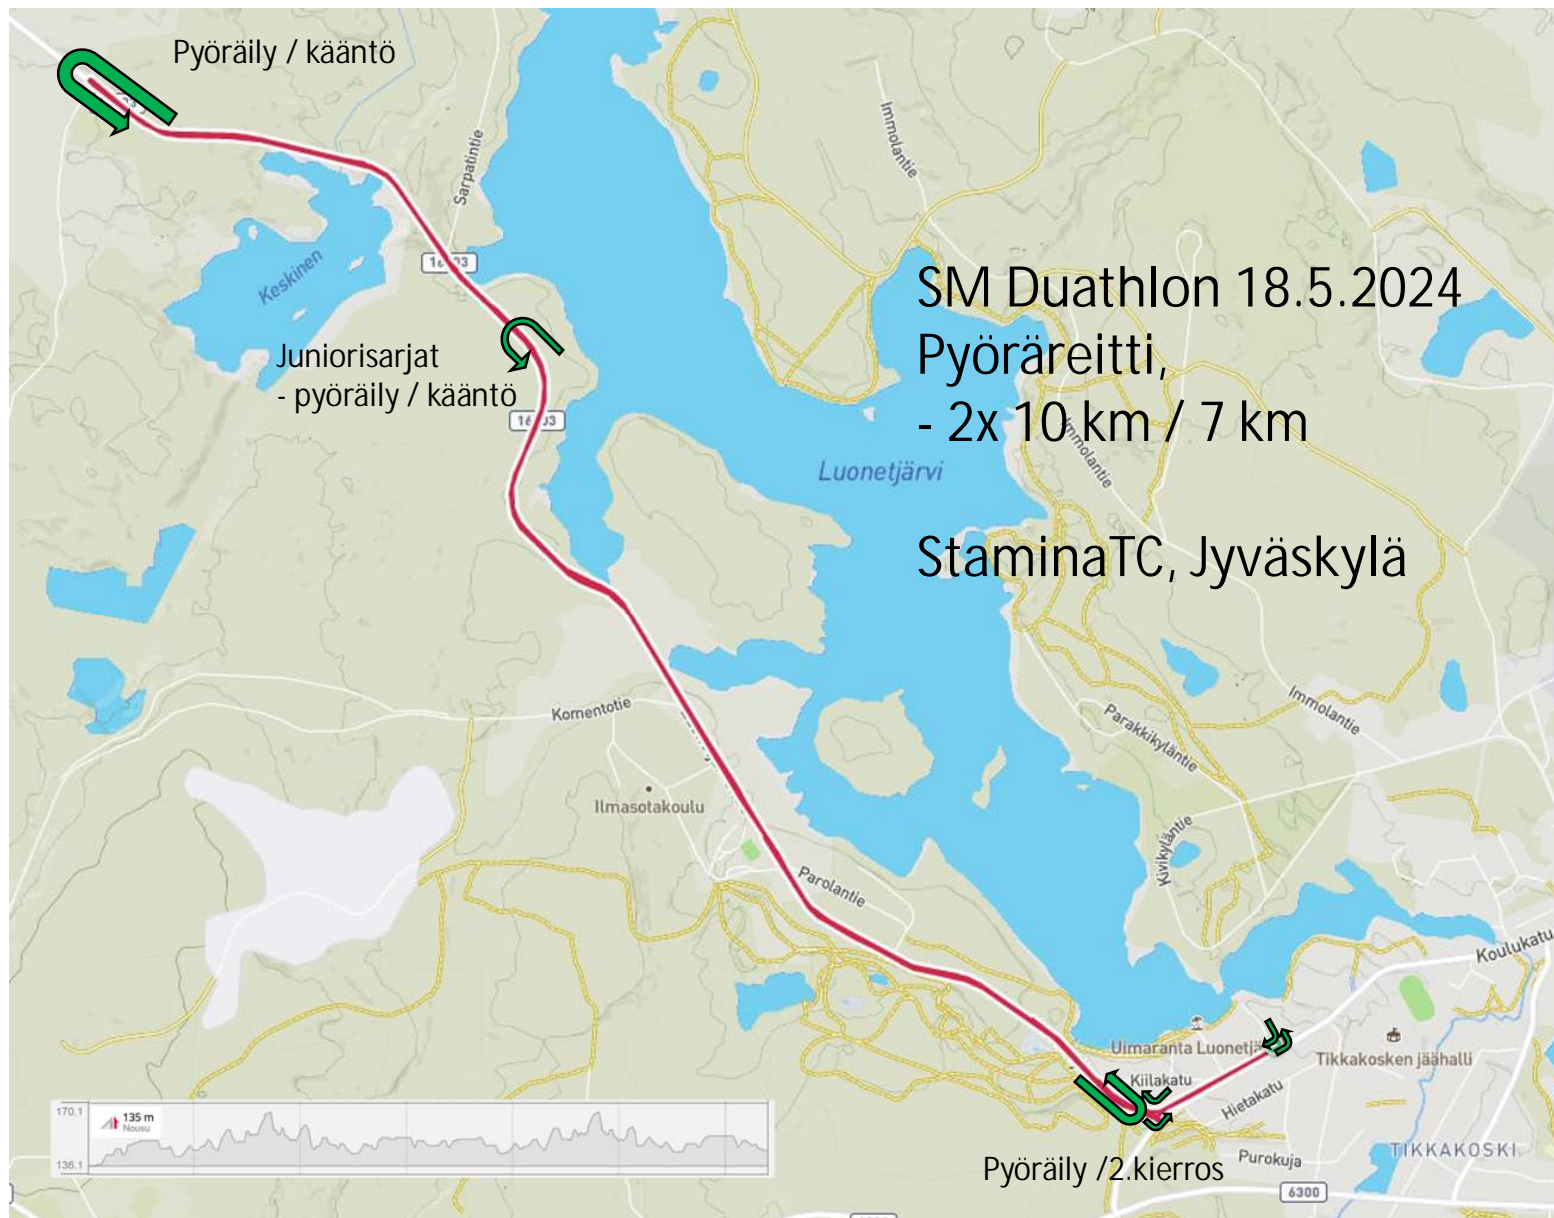 Pyöräily / kääntö
Immolantie
Sarpatintie
Keskinen
SM Duathlon 18.5.2024
Pyöräreitti,
- 2x 10 km / 7 km
StaminaTC, Jyväskylä
Juniorisarjat
- pyöräily / kääntö
Immolantie
Luonetjärvi
Immolantie
Komentotie
Parakkikyläntie
Ilmasotakoulu
Kivikyläntie
Parolantie
Koulukatu
Uimaranta
Tikkakosken jäähalli
Kiilakatu
Hietakatu
170.1
135 m
Nousu
136.1
Pyöräily /2.kierros
Purokuja
TIKKAKOSKI
6300